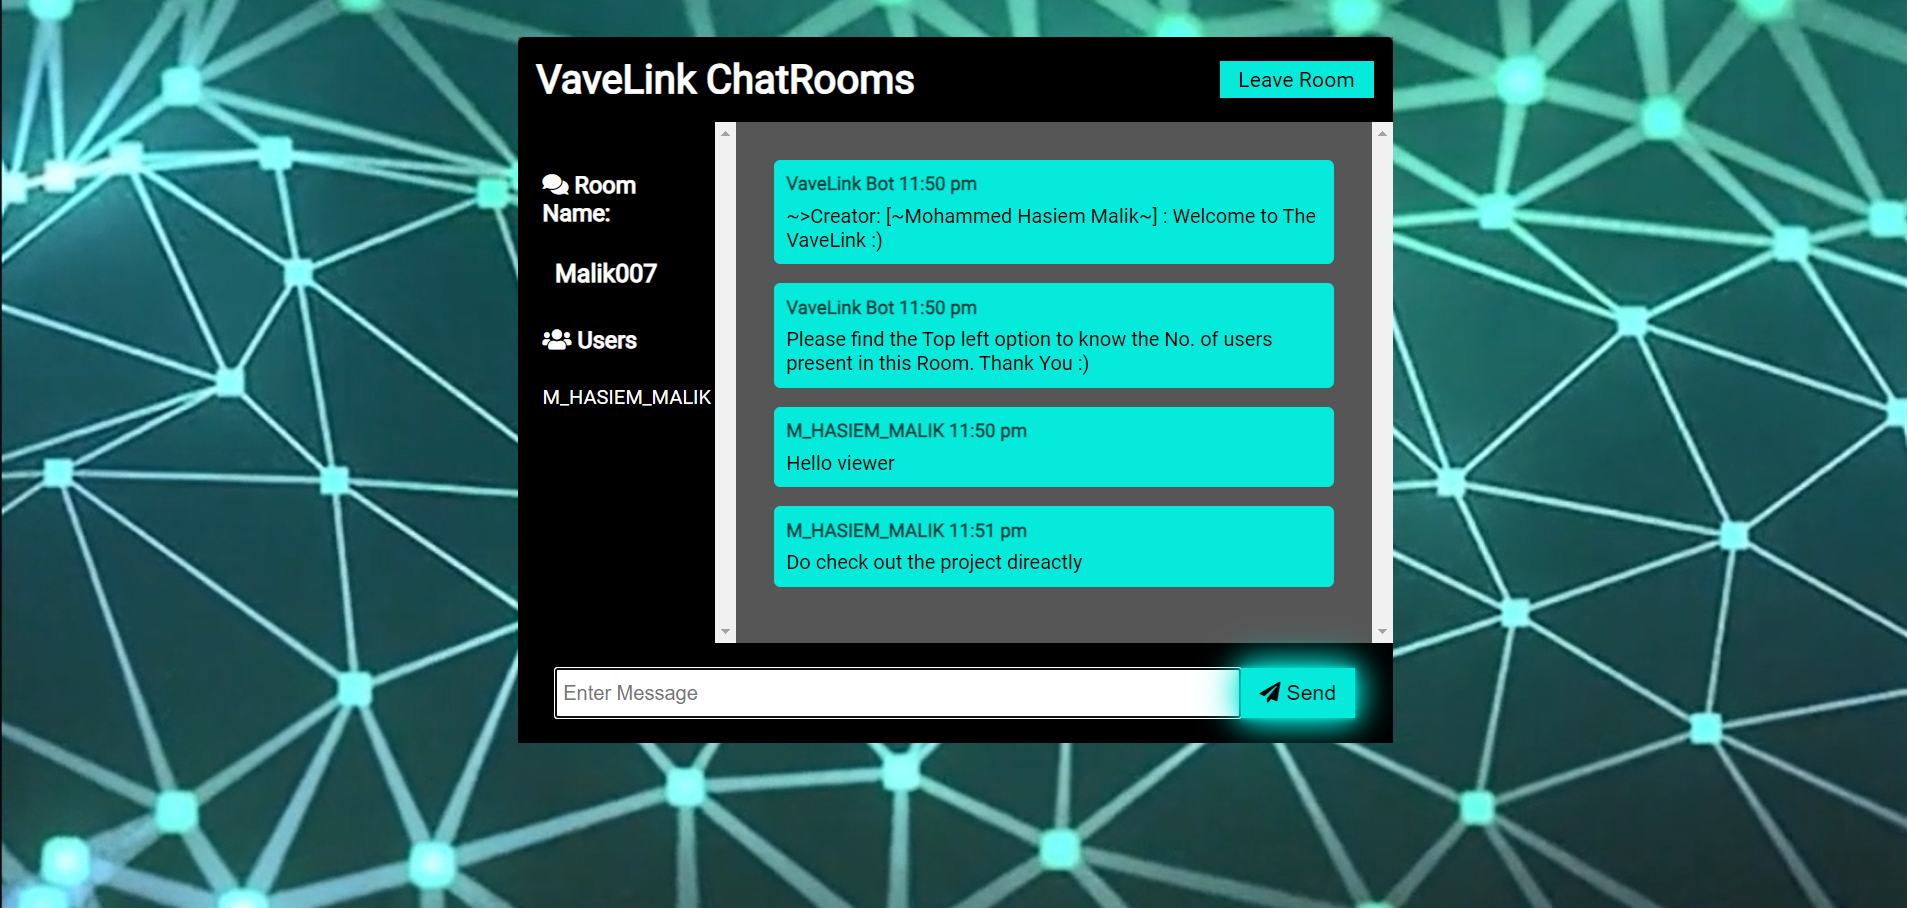 VaveLink ChatRooms
Leave Room
Room
Name:
Malik007
Users
M_HASIEM_MALIK
VaveLink Bot 11:50 pm
~>Creator: [~Mohammed Hasiem Malik~] : Welcome to The
VaveLink :)
VaveLink Bot 11:50 pm
Please find the Top left option to know the No. of users
present in this Room. Thank You :)
M_HASIEM_MALIK 11:50 pm
Hello viewer
M_HASIEM_MALIK 11:51 pm
Do check out the project direactly
Enter Message
Send